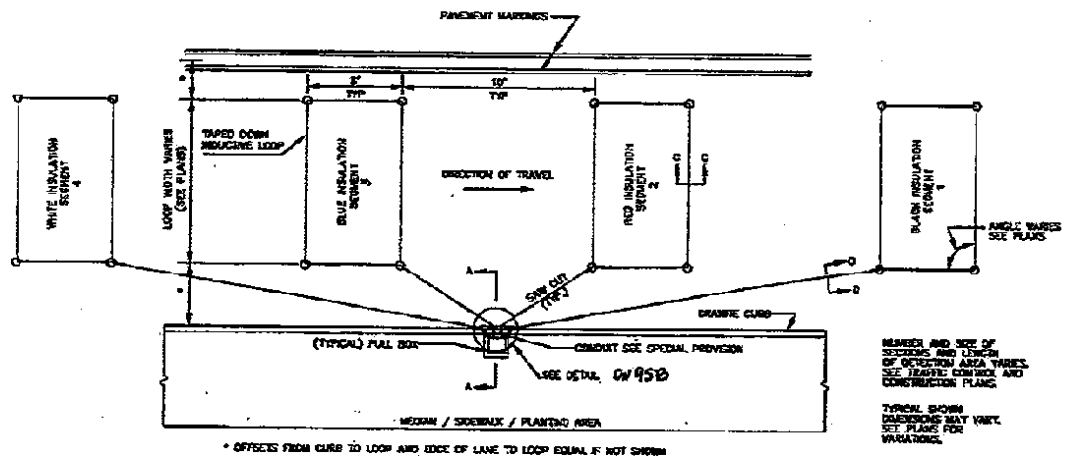 PAVEMENT MARKINGS
5'
TYP
10'
TYP
TAPED DOWN
INDUCTIVE LOOP
LOOP WIDTH VARIES
(SEE PLANS)
WHITE INSULATION
SEGMENT
4
BLUE INSULATION
SEGMENT
3
DIRECTION OF TRAVEL
RED INSULATION
SEGMENT
2
BLACK INSULATION
SEGMENT
1
ANGLE VARIES
SEE PLANS
A
SAW CUT
(TYP.)
D
D
GRANITE CURB
(TYPICAL) PULL BOX
CONDUIT SEE SPECIAL PROVISION
SEE DETAIL
A
MEDIAN / SIDEWALK / PLANTING AREA
NUMBER AND SIZE OF
SECTIONS AND LENGTH
OF DETECTION AREA VARIES.
SEE TRAFFIC CONTROL AND
CONSTRUCTION PLANS.
TYPICAL SHOWN
DIMENSIONS MAY VARY.
SEE PLANS FOR
VARIATIONS.
* OFFSETS FROM CURB TO LOOP AND EDGE OF LANE TO LOOP EQUAL IF NOT SHOWN